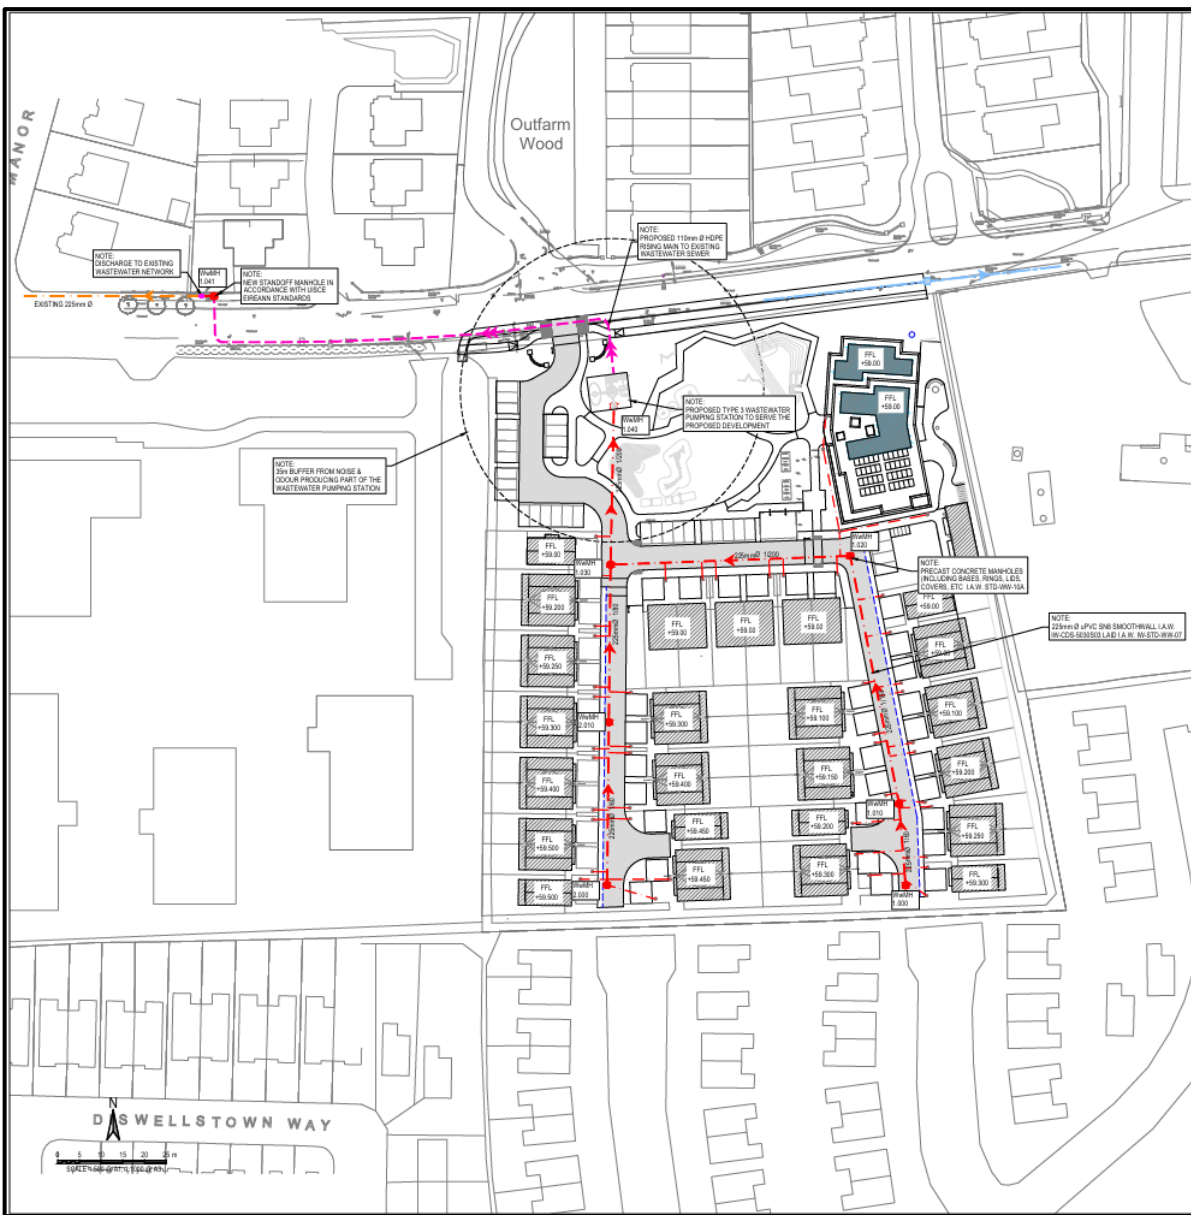 MANOR
Outfarm
Wood
NOTE:
DISCHARGE TO EXISTING
WASTEWATER NETWORK
WwMH
1.041
NOTE:
NEW STANDOFF MANHOLE IN
ACCORDANCE WITH UISCE
EIREANN STANDARDS
EXISTING 225mm Ø
NOTE:
PROPOSED 110mm Ø HDPE
RISING MAIN TO EXISTING
WASTEWATER SEWER
FFL
+59.00
FFL
+59.00
NOTE:
PROPOSED TYPE 3 WASTEWATER
PUMPING STATION TO SERVE THE
PROPOSED DEVELOPMENT
WwMH
1.040
NOTE:
35m BUFFER FROM NOISE &
ODOUR PRODUCING PART OF THE
WASTEWATER PUMPING STATION
FFL
+59.00
WwMH
1.030
225mmØ 1/200
WwMH
1.020
NOTE:
PRECAST CONCRETE MANHOLES
(INCLUDING BASES, RINGS, LIDS,
COVERS, ETC I.A.W. STD-WW-10A
NOTE:
225mm Ø uPVC SN8 SMOOTHWALL I.A.W.
IW-CDS-5030S03 LAID I.A.W. IW-STD-WW-07
FFL
+59.200
FFL
+59.00
FFL
+59.00
FFL
+59.00
FFL
+59.00
FFL
+59.250
FFL
+59.300
WwMH
2.010
FFL
+59.300
FFL
+59.100
FFL
+59.100
FFL
+59.400
FFL
+59.400
FFL
+59.150
FFL
+59.200
WwMH
1.010
FFL
+59.500
FFL
+59.450
FFL
+59.200
FFL
+59.250
FFL
+59.500
WwMH
2.000
FFL
+59.450
FFL
+59.300
WwMH
1.000
FFL
+59.300
N
DISWELLSTOWN WAY
0 5 10 15 20 25 m